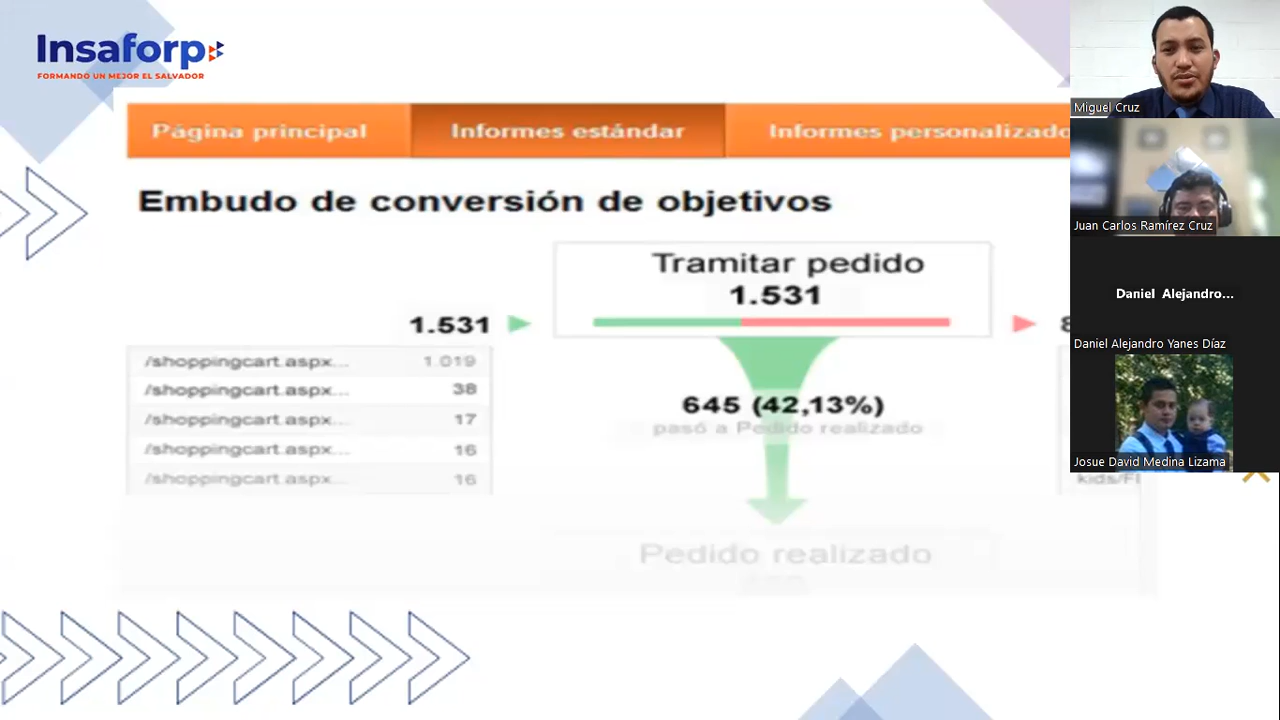 Insaforp
FORMANDO UN MEJOR EL SALVADOR
Página principal
Informes estándar
Informes personalizado
Embudo de conversión de objetivos
Tramitar pedido
1.531
1.531
8
/shoppingcart.aspx... 1.019
/shoppingcart.aspx... 38
/shoppingcart.aspx... 17
/shoppingcart.aspx... 16
/shoppingcart.aspx... 16
645 (42,13%)
pasó a Pedido realizado
Pedido realizado
kids/Fl
Miguel Cruz
Juan Carlos Ramírez Cruz
Daniel Alejandro...
Daniel Alejandro Yanes Díaz
Josue David Medina Lizama